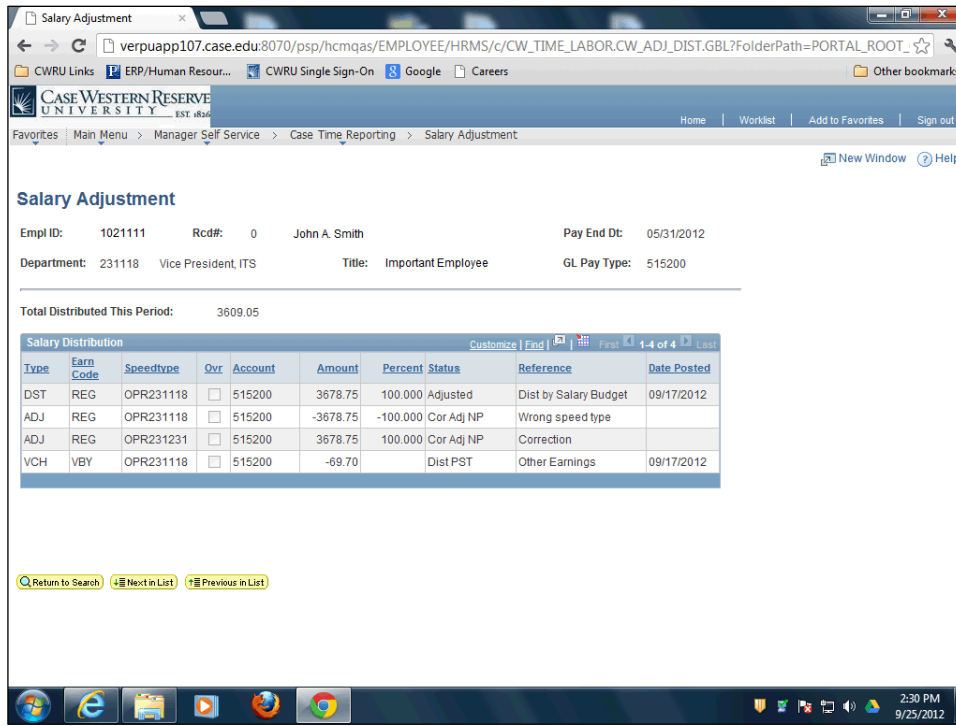 Salary Adjustment
verpuapp107.case.edu:8070/psp/hcmqas/EMPLOYEE/HRMS/c/CW_TIME_LABOR.CW_ADJ_DIST.GBL?FolderPath=PORTAL_ROOT_
CWRU Links ERP/Human Resour... CWRU Single Sign-On Google Careers Other bookmark
CASE WESTERN RESERVE
UNIVERSITY EST. 1826
Home | Worklist | Add to Favorites | Sign out
Favorites Main Menu > Manager Self Service > Case Time Reporting > Salary Adjustment
New Window Help
Salary Adjustment
Empl ID: 1021111 Rcd#: 0 John A. Smith Pay End Dt: 05/31/2012
Department: 231118 Vice President, ITS Title: Important Employee GL Pay Type: 515200
Total Distributed This Period: 3609.05
Salary Distribution Customize | Find | First 1-4 of 4 Last
Type Earn Code Speedtype Ovr Account Amount Percent Status Reference Date Posted
DST REG OPR231118 515200 3678.75 100.000 Adjusted Dist by Salary Budget 09/17/2012
ADJ REG OPR231118 515200 -3678.75 -100.000 Cor Adj NP Wrong speed type
ADJ REG OPR231231 515200 3678.75 100.000 Cor Adj NP Correction
VCH VBY OPR231118 515200 -69.70 Dist PST Other Earnings 09/17/2012
Return to Search Next in List Previous in List
2:30 PM
9/25/2012